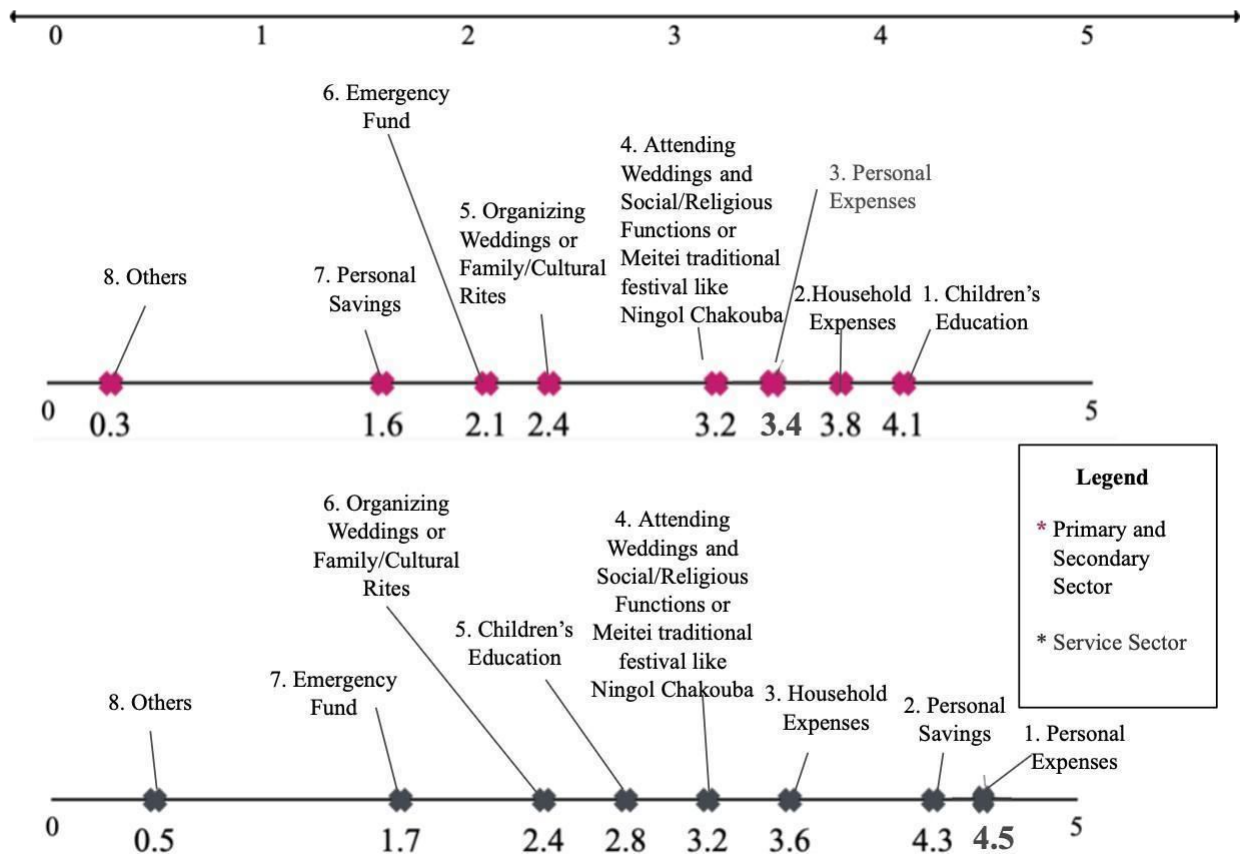 0 1 2 3 4 5
6. Emergency
Fund
4. Attending
Weddings and
Social/Religious
Functions or
Meitei traditional
festival like
Ningol Chakouba
3. Personal
Expenses
5. Organizing
Weddings or
Family/Cultural
Rites
8. Others
7. Personal
Savings
2.Household
Expenses
1. Children's
Education
0 5
0.3 1.6 2.1 2.4 3.2 3.4 3.8 4.1
Legend
* Primary and
Secondary
Sector
* Service Sector
6. Organizing
Weddings or
Family/Cultural
Rites
4. Attending
Weddings and
Social/Religious
Functions or
Meitei traditional
festival like
Ningol Chakouba
5. Children's
Education
8. Others
7. Emergency
Fund
3. Household
Expenses
2. Personal
Savings
1. Personal
Expenses
0 5
0.5 1.7 2.4 2.8 3.2 3.6 4.3 4.5